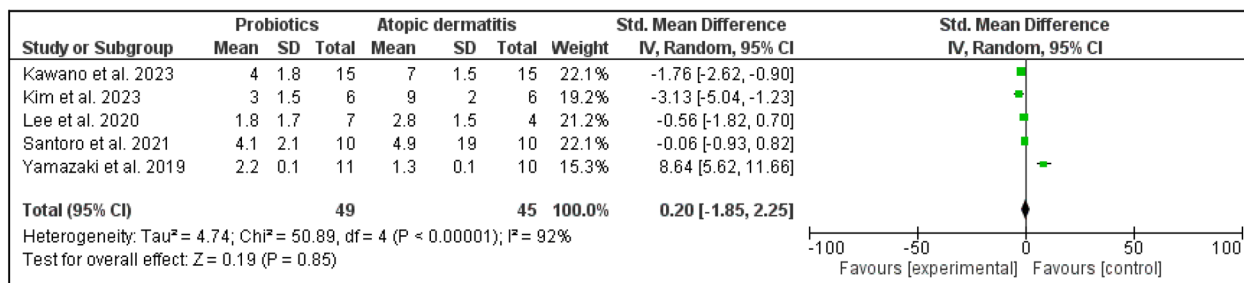 Probiotics Atopic dermatitis Std. Mean Difference Std. Mean Difference
Study or Subgroup Mean SD Total Mean SD Total Weight IV, Random, 95% CI IV, Random, 95% CI
Kawano et al. 2023 4 1.8 15 7 1.5 15 22.1% -1.76 [-2.62, -0.90]
Kim et al. 2023 3 1.5 6 9 2 6 19.2% -3.13 [-5.04, -1.23]
Lee et al. 2020 1.8 1.7 7 2.8 1.5 4 21.2% -0.56 [-1.82, 0.70]
Santoro et al. 2021 4.1 2.1 10 4.9 19 10 22.1% -0.06 [-0.93, 0.82]
Yamazaki et al. 2019 2.2 0.1 11 1.3 0.1 10 15.3% 8.64 [5.62, 11.66]
Total (95% CI) 49 45 100.0% 0.20 [-1.85, 2.25]
Heterogeneity: Tau² = 4.74; Chi² = 50.89, df = 4 (P < 0.00001); I² = 92%
Test for overall effect: Z = 0.19 (P = 0.85)
-100 -50 0 50 100
Favours [experimental] Favours [control]